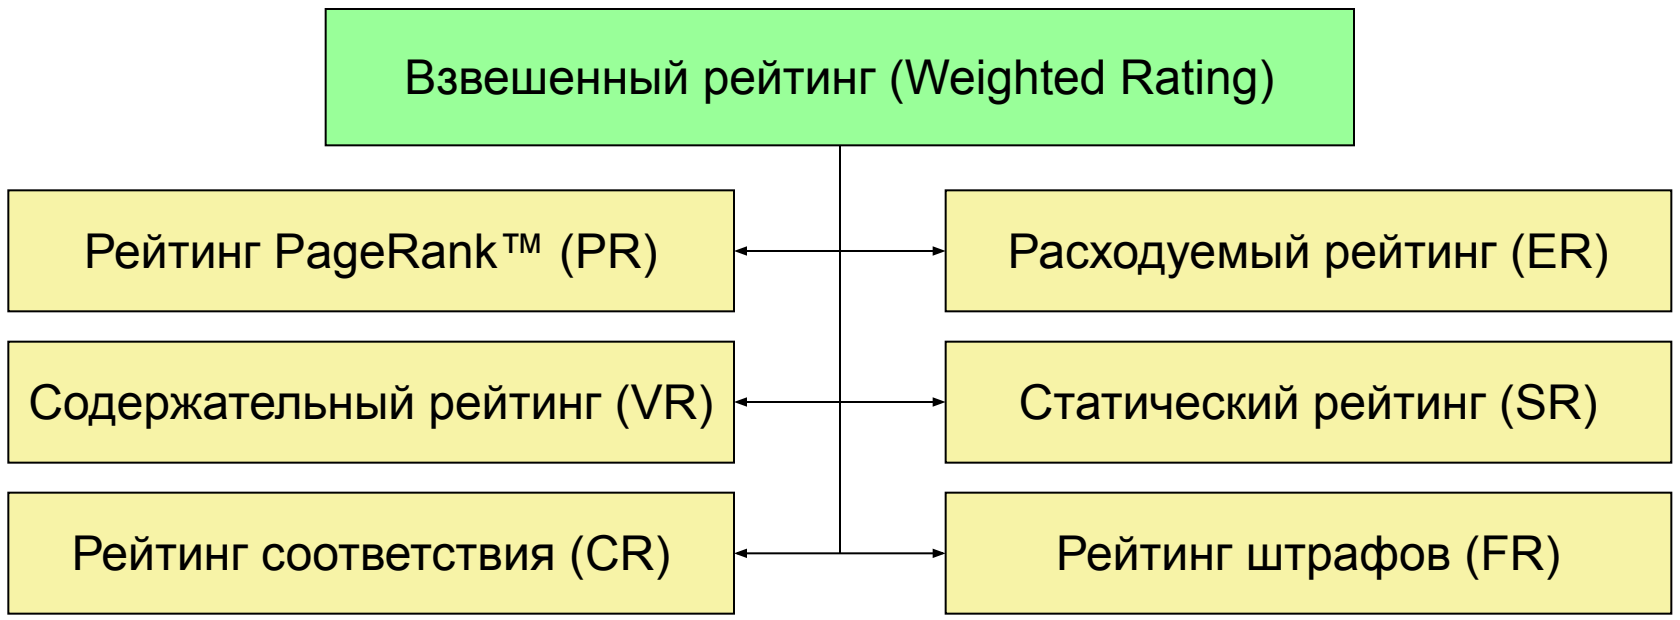 Взвешенный рейтинг (Weighted Rating)
Рейтинг PageRank™ (PR)
Расходуемый рейтинг (ER)
Содержательный рейтинг (VR)
Статический рейтинг (SR)
Рейтинг соответствия (CR)
Рейтинг штрафов (FR)